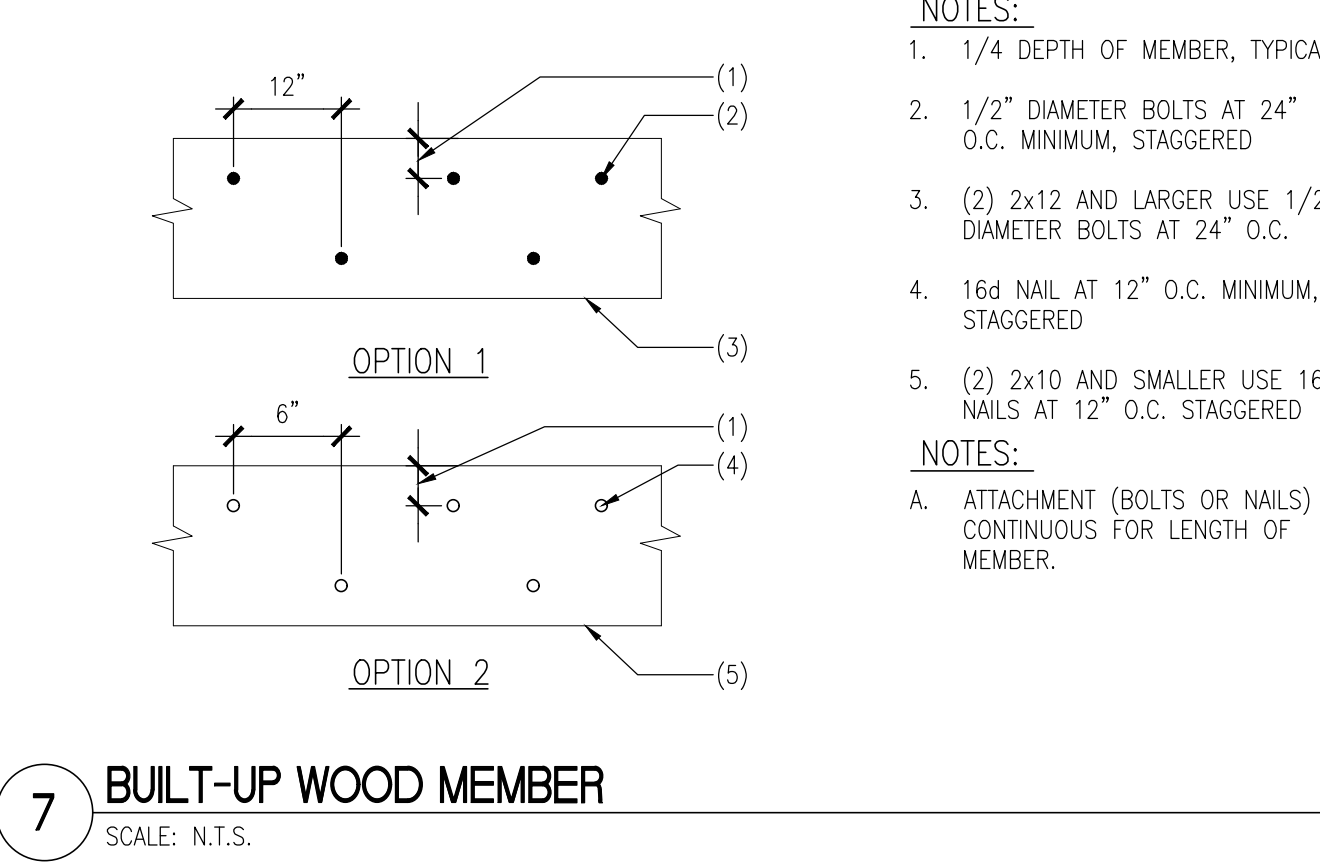 12"
(1)
(2)
(3)
OPTION 1
6"
(1)
(4)
(5)
OPTION 2
NOTES:
1. 1/4 DEPTH OF MEMBER, TYPICA
2. 1/2" DIAMETER BOLTS AT 24"
O.C. MINIMUM, STAGGERED
3. (2) 2x12 AND LARGER USE 1/2
DIAMETER BOLTS AT 24" O.C.
4. 16d NAIL AT 12" O.C. MINIMUM,
STAGGERED
5. (2) 2x10 AND SMALLER USE 16
NAILS AT 12" O.C. STAGGERED
NOTES:
A. ATTACHMENT (BOLTS OR NAILS)
CONTINUOUS FOR LENGTH OF
MEMBER.
7 BUILT-UP WOOD MEMBER
SCALE: N.T.S.